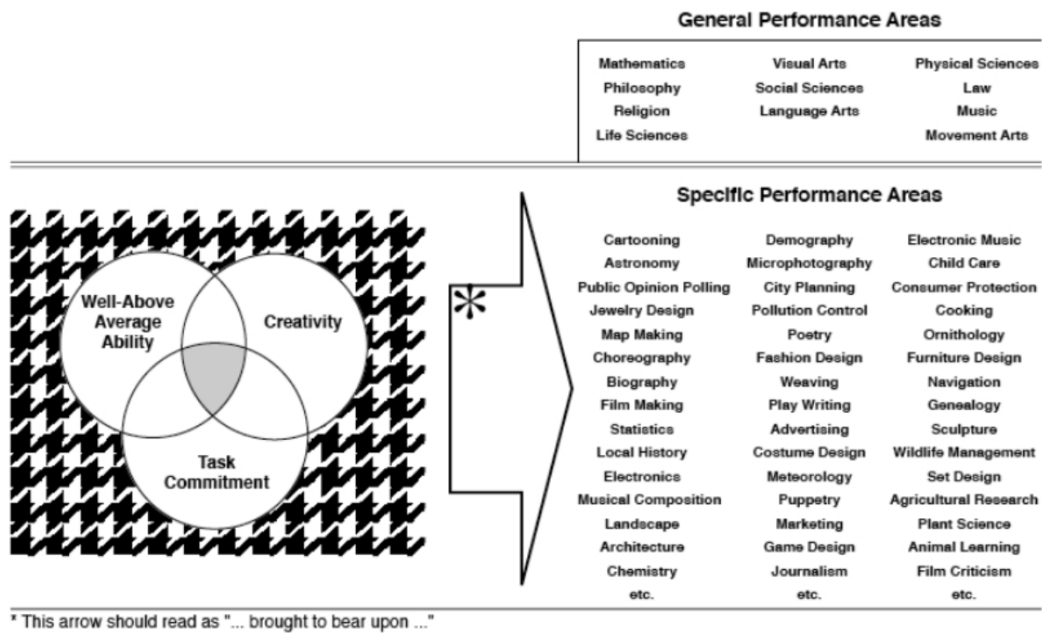 General Performance Areas
Mathematics Visual Arts Physical Sciences
Philosophy Social Sciences Law
Religion Language Arts Music
Life Sciences Movement Arts
Specific Performance Areas
Cartooning Demography Electronic Music
Astronomy Microphotography Child Care
Public Opinion Polling City Planning Consumer Protection
Jewelry Design Pollution Control Cooking
Map Making Poetry Ornithology
Choreography Fashion Design Furniture Design
Biography Weaving Navigation
Film Making Play Writing Genealogy
Statistics Advertising Sculpture
Local History Costume Design Wildlife Management
Electronics Meteorology Set Design
Musical Composition Puppetry Agricultural Research
Landscape Marketing Plant Science
Architecture Game Design Animal Learning
Chemistry Journalism Film Criticism
etc. etc. etc.
Well-Above
Average
Ability
Creativity
Task
Commitment
*
* This arrow should read as "... brought to bear upon ..."